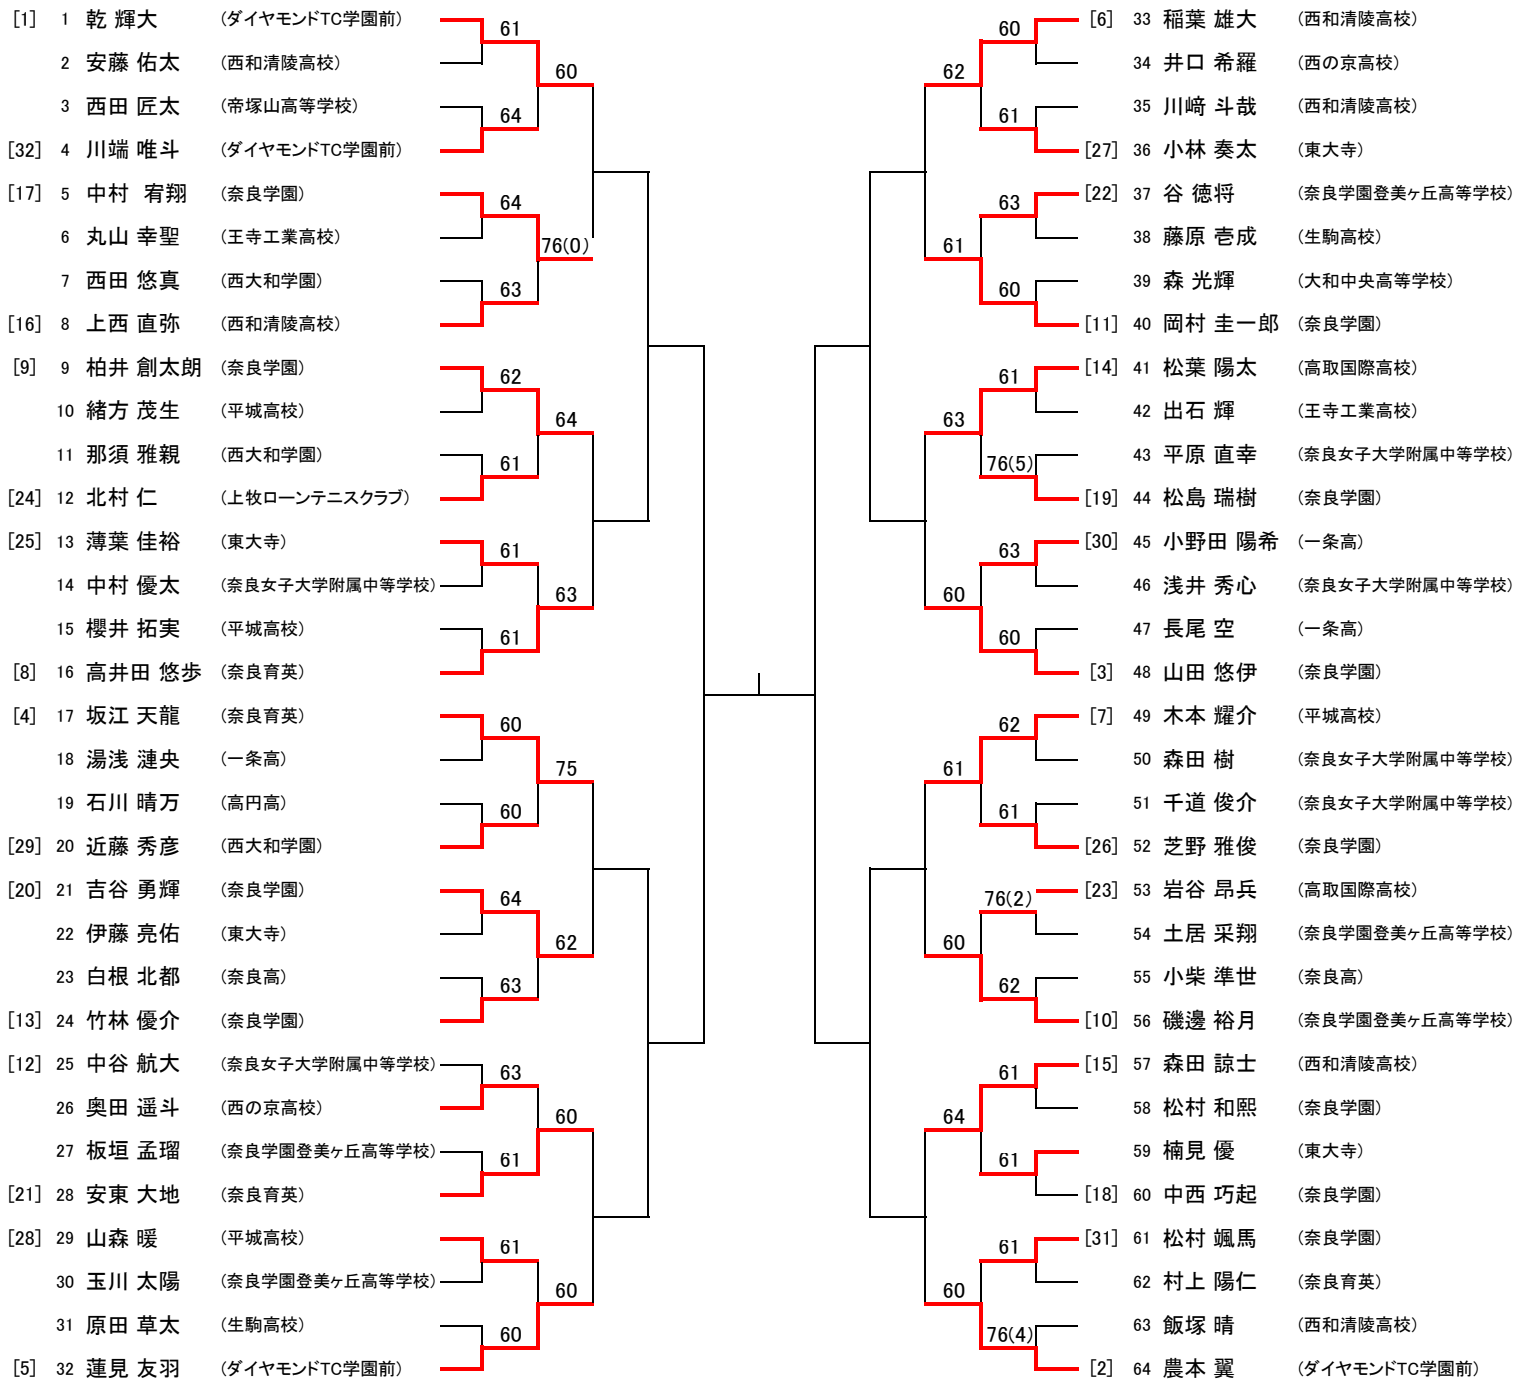 [1] 1 乾 輝大 (ダイヤモンドTC学園前)
2 安藤 佑太 (西和清陵高校)
3 西田 匠太 (帝塚山高等学校)
[32] 4 川端 唯斗 (ダイヤモンドTC学園前)
[17] 5 中村 宥翔 (奈良学園)
6 丸山 幸聖 (王寺工業高校)
7 西田 悠真 (西大和学園)
[16] 8 上西 直弥 (西和清陵高校)
[9] 9 柏井 創太朗 (奈良学園)
10 緒方 茂生 (平城高校)
11 那須 雅親 (西大和学園)
[24] 12 北村 仁 (上牧ローンテニスクラブ)
[25] 13 薄葉 佳裕 (東大寺)
14 中村 優太 (奈良女子大学附属中等学校)
15 櫻井 拓実 (平城高校)
[8] 16 高井田 悠歩 (奈良育英)
[4] 17 坂江 天龍 (奈良育英)
18 湯浅 漣央 (一条高)
19 石川 晴万 (高円高)
[29] 20 近藤 秀彦 (西大和学園)
[20] 21 吉谷 勇輝 (奈良学園)
22 伊藤 亮佑 (東大寺)
23 白根 北都 (奈良高)
[13] 24 竹林 優介 (奈良学園)
[12] 25 中谷 航大 (奈良女子大学附属中等学校)
26 奥田 遥斗 (西の京高校)
27 板垣 孟瑠 (奈良学園登美ヶ丘高等学校)
[21] 28 安東 大地 (奈良育英)
[28] 29 山森 暖 (平城高校)
30 玉川 太陽 (奈良学園登美ヶ丘高等学校)
31 原田 草太 (生駒高校)
[5] 32 蓮見 友羽 (ダイヤモンドTC学園前)
61
64
64
63
62
61
61
61
60
60
64
63
63
61
61
60
60
76(0)
64
63
75
62
60
60
62
61
63
60
61
60
64
60
60
61
63
60
61
76(5)
63
60
62
61
76(2)
62
61
61
61
76(4)
[6] 33 稲葉 雄大 (西和清陵高校)
34 井口 希羅 (西の京高校)
35 川﨑 斗哉 (西和清陵高校)
[27] 36 小林 奏太 (東大寺)
[22] 37 谷 徳将 (奈良学園登美ヶ丘高等学校)
38 藤原 壱成 (生駒高校)
39 森 光輝 (大和中央高等学校)
[11] 40 岡村 圭一郎 (奈良学園)
[14] 41 松葉 陽太 (高取国際高校)
42 出石 輝 (王寺工業高校)
43 平原 直幸 (奈良女子大学附属中等学校)
[19] 44 松島 瑞樹 (奈良学園)
[30] 45 小野田 陽希 (一条高)
46 浅井 秀心 (奈良女子大学附属中等学校)
47 長尾 空 (一条高)
[3] 48 山田 悠伊 (奈良学園)
[7] 49 木本 耀介 (平城高校)
50 森田 樹 (奈良女子大学附属中等学校)
51 千道 俊介 (奈良女子大学附属中等学校)
[26] 52 芝野 雅俊 (奈良学園)
[23] 53 岩谷 昂兵 (高取国際高校)
54 土居 采翔 (奈良学園登美ヶ丘高等学校)
55 小柴 準世 (奈良高)
[10] 56 磯邊 裕月 (奈良学園登美ヶ丘高等学校)
[15] 57 森田 諒士 (西和清陵高校)
58 松村 和熙 (奈良学園)
59 楠見 優 (東大寺)
[18] 60 中西 巧起 (奈良学園)
[31] 61 松村 颯馬 (奈良学園)
62 村上 陽仁 (奈良育英)
63 飯塚 晴 (西和清陵高校)
[2] 64 農本 翼 (ダイヤモンドTC学園前)